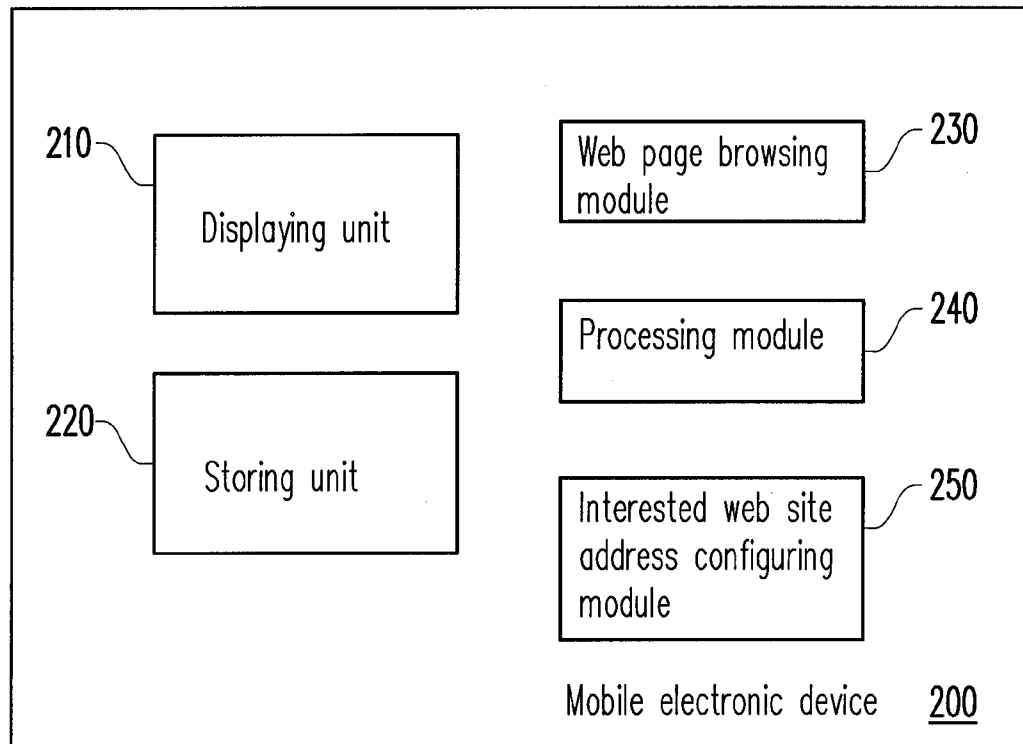 210
Displaying unit
220
Storing unit
230
Web page browsing
module
240
Processing module
250
Interested web site
address configuring
module
Mobile electronic device 200